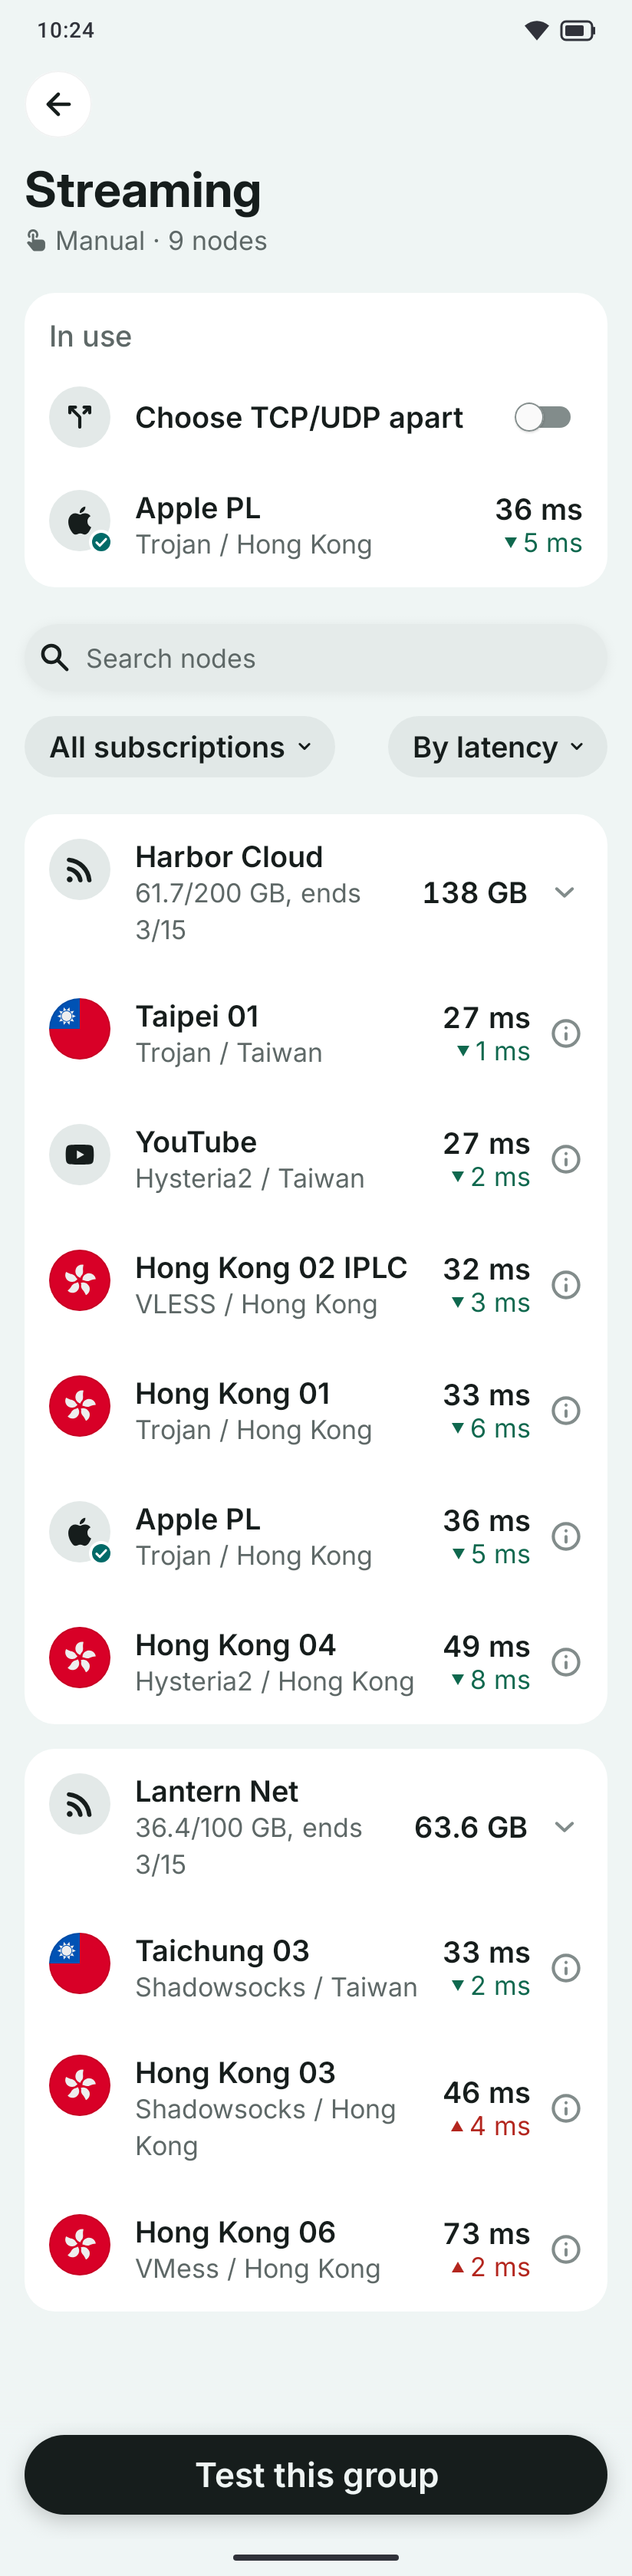 10:24
Streaming
Manual · 9 nodes
In use
Choose TCP/UDP apart
Apple PL
Trojan / Hong Kong
36 ms
▼5 ms
Search nodes
All subscriptions
By latency
Harbor Cloud
61.7/200 GB, ends
3/15
138 GB
Taipei 01
Trojan / Taiwan
27 ms
▼1 ms
YouTube
Hysteria2 / Taiwan
27 ms
▼2 ms
Hong Kong 02 IPLC
VLESS / Hong Kong
32 ms
▼3 ms
Hong Kong 01
Trojan / Hong Kong
33 ms
▼6 ms
Apple PL
Trojan / Hong Kong
36 ms
▼5 ms
Hong Kong 04
Hysteria2 / Hong Kong
49 ms
▼8 ms
Lantern Net
36.4/100 GB, ends
3/15
63.6 GB
Taichung 03
Shadowsocks / Taiwan
33 ms
▼2 ms
Hong Kong 03
Shadowsocks / Hong
Kong
46 ms
▲4 ms
Hong Kong 06
VMess / Hong Kong
73 ms
▲2 ms
Test this group